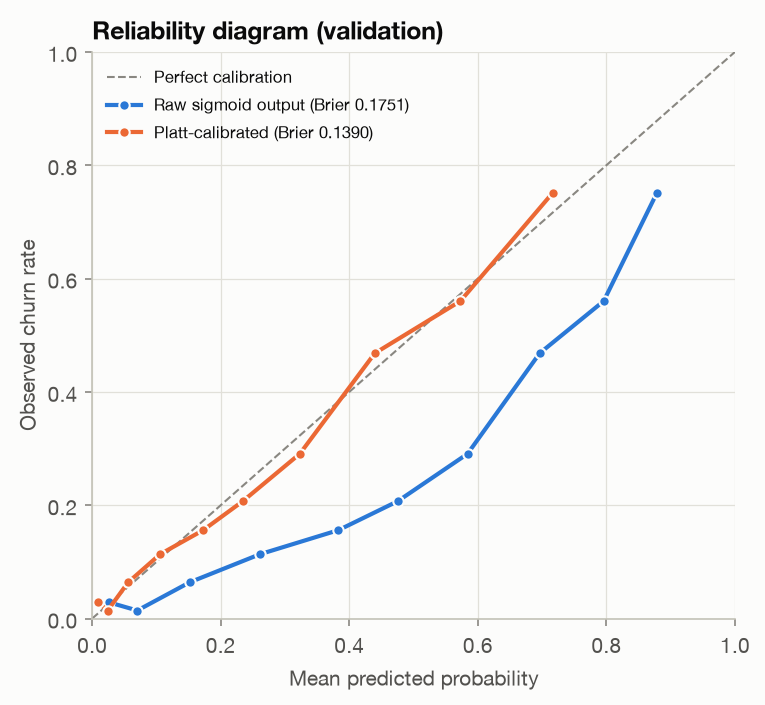 Reliability diagram (validation)
1.0
0.8
0.6
0.4
0.2
0.0
Observed churn rate
Perfect calibration
Raw sigmoid output (Brier 0.1751)
Platt-calibrated (Brier 0.1390)
0.0 0.2 0.4 0.6 0.8 1.0
Mean predicted probability